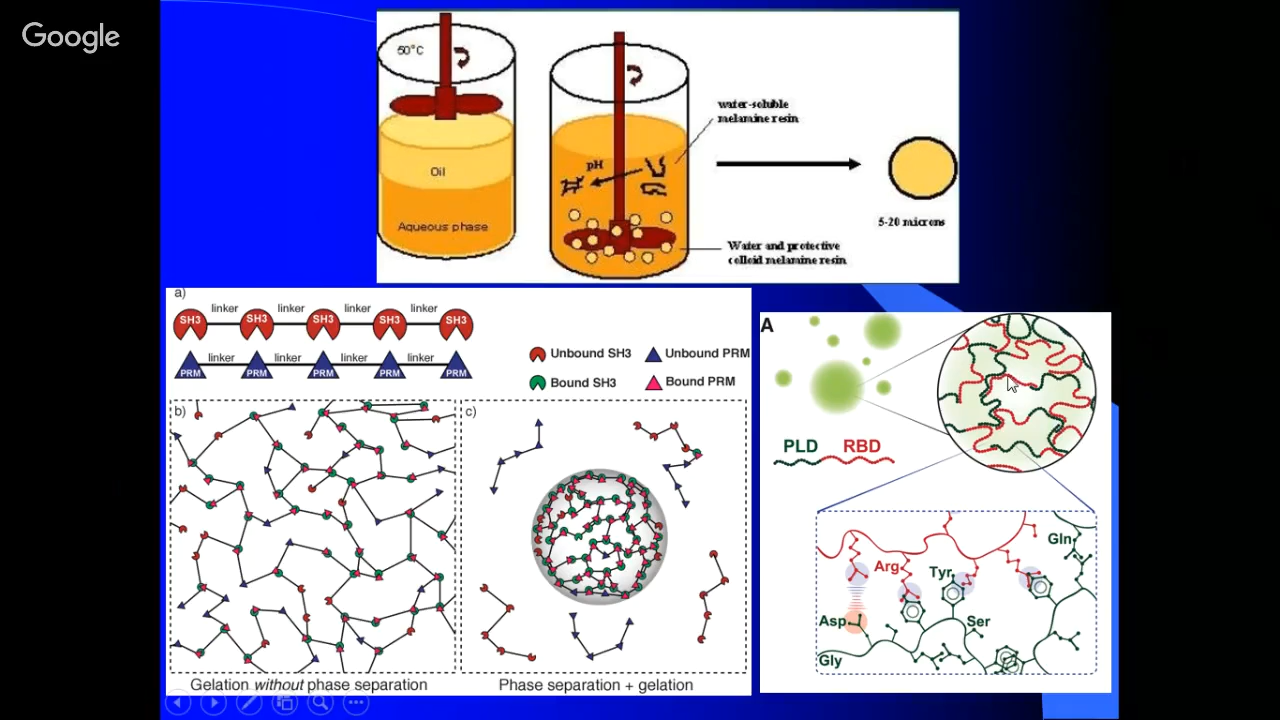 Google
50°C
Oil
Aqueous phase
pH
water-soluble
melamine resin
Water and protective
colloid melamine resin
5-20 microns
a)
linker linker linker linker
SH3 SH3 SH3 SH3 SH3
linker linker linker linker
PRM PRM PRM PRM PRM
Unbound SH3 Unbound PRM
Bound SH3 Bound PRM
b)
c)
Gelation without phase separation
Phase separation + gelation
A
PLD RBD
Gln
Arg
Tyr
Asp
Ser
Gly